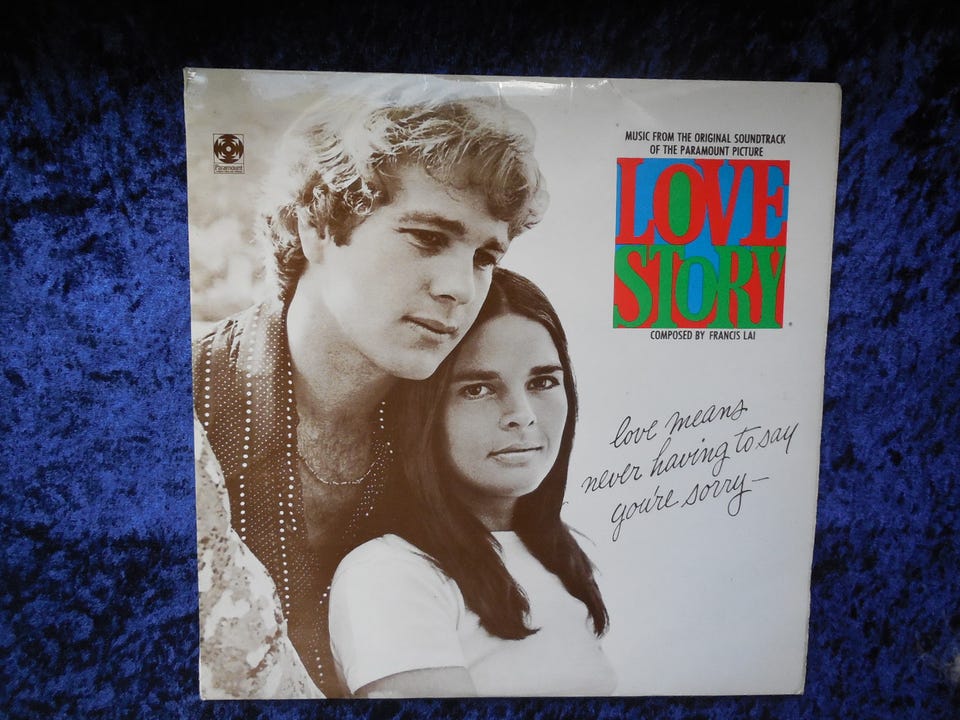 Paramount
MUSIC FROM THE ORIGINAL SOUNDTRACK
OF THE PARAMOUNT PICTURE
LOVE
STORY
COMPOSED BY FRANCIS LAI
love means
never having to say
you're sorry–